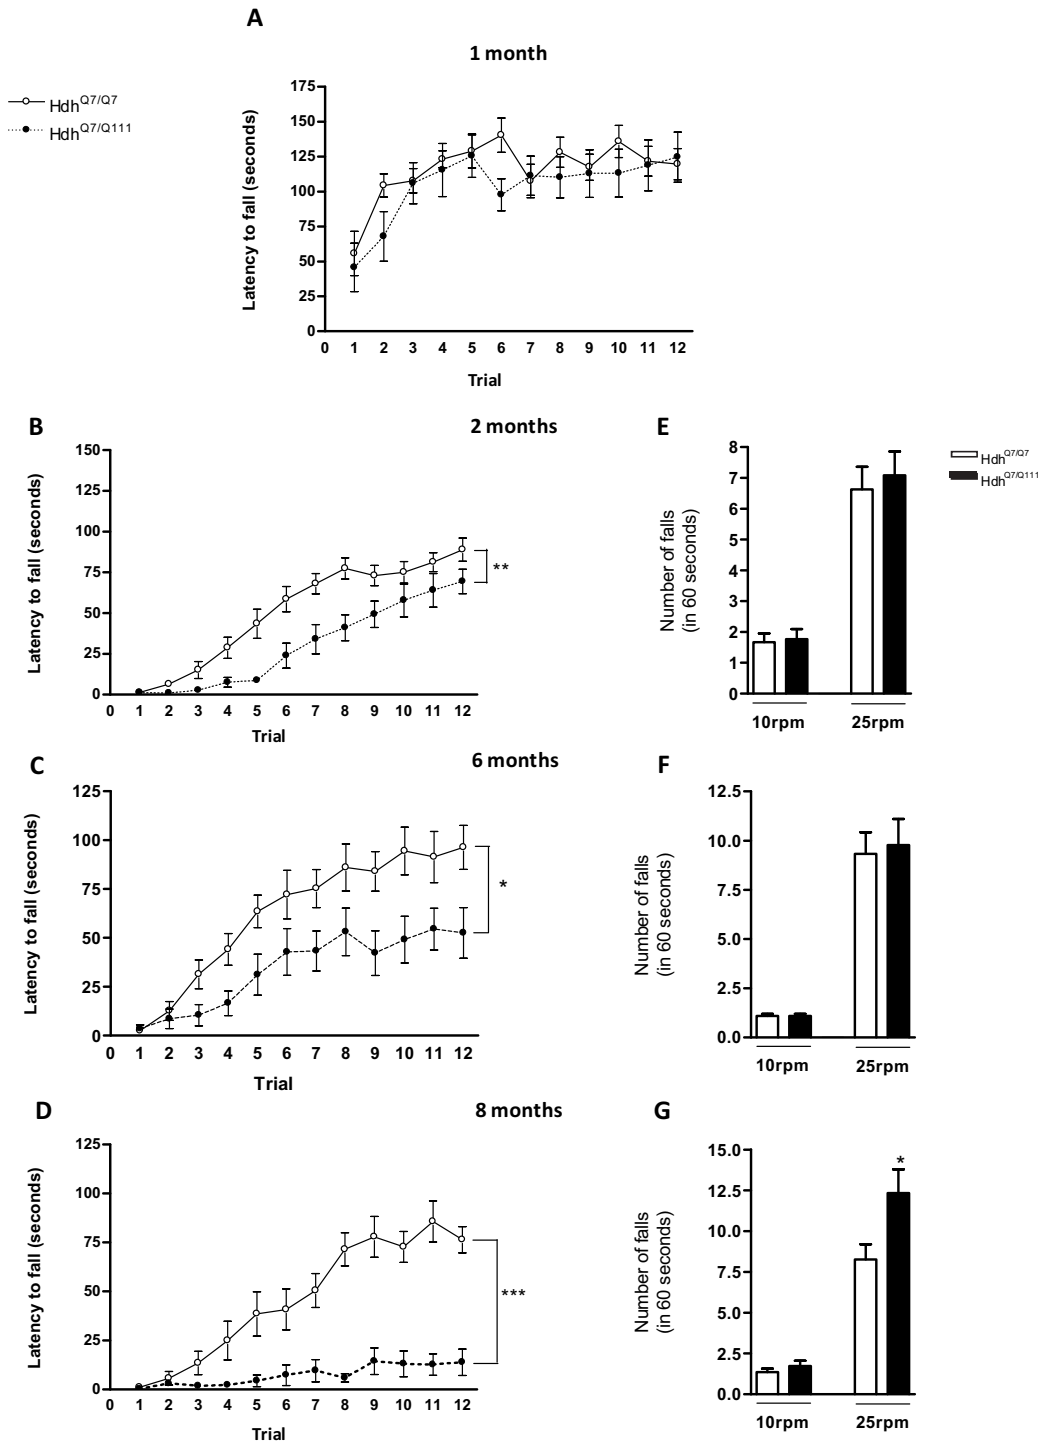 A
1 month
Hdh Q7/Q7
Hdh Q7/Q111
Latency to fall (seconds)
175
150
125
100
75
50
25
0
0 1 2 3 4 5 6 7 8 9 10 11 12
Trial
B
2 months
Latency to fall (seconds)
150
125
100
75
50
25
0
0 1 2 3 4 5 6 7 8 9 10 11 12
Trial
**
E
Number of falls
(in 60 seconds)
8
7
6
5
4
3
2
1
0
10rpm 25rpm
Hdh Q7/Q7
Hdh Q7/Q111
C
6 months
Latency to fall (seconds)
125
100
75
50
25
0
0 1 2 3 4 5 6 7 8 9 10 11 12
Trial
*
F
Number of falls
(in 60 seconds)
12.5
10.0
7.5
5.0
2.5
0.0
10rpm 25rpm
D
8 months
Latency to fall (seconds)
125
100
75
50
25
0
0 1 2 3 4 5 6 7 8 9 10 11 12
Trial
***
G
Number of falls
(in 60 seconds)
15.0
12.5
10.0
7.5
5.0
2.5
0.0
*
10rpm 25rpm